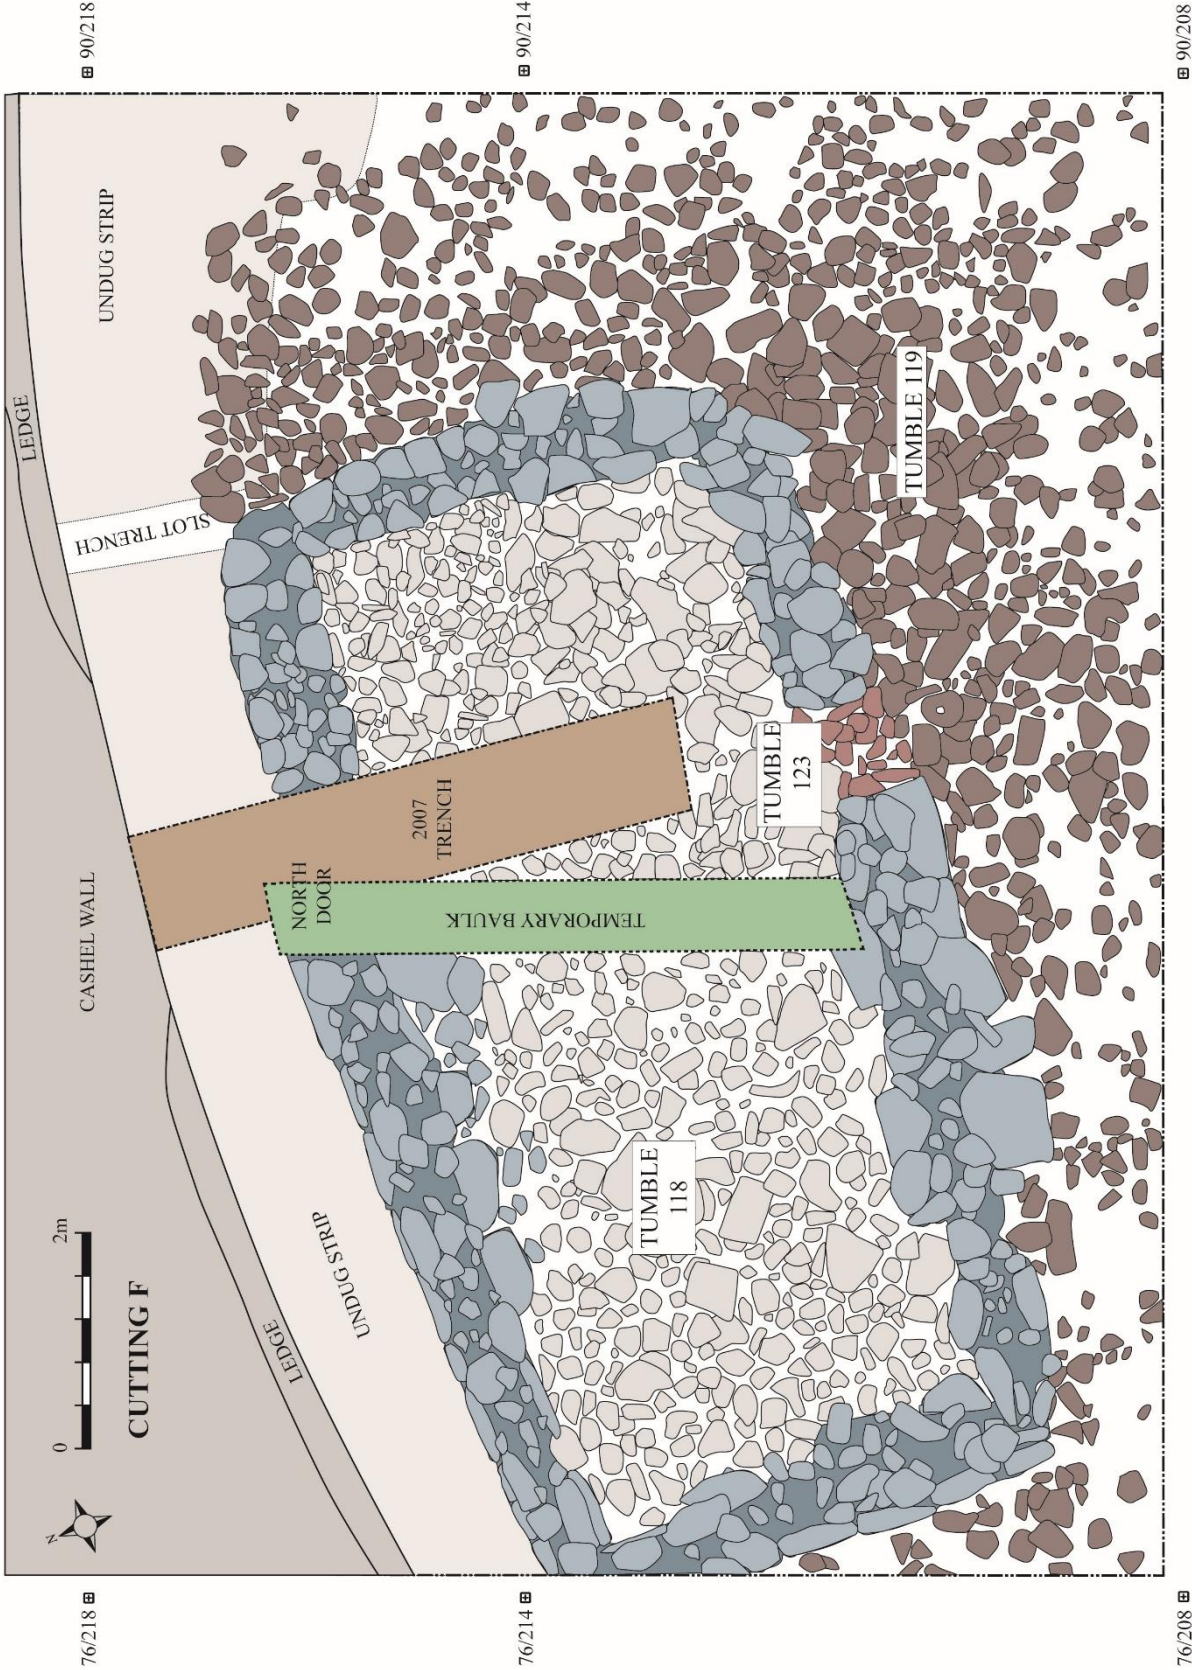 76/218
90/218
76/214
90/214
76/208
90/208
N
0
2m
CUTTING F
CASHEL WALL
LEDGE
LEDGE
UNDUG STRIP
UNDUG STRIP
SLOT TRENCH
NORTH
DOOR
2007
TRENCH
TEMPORARY BAULK
TUMBLE
118
TUMBLE
123
TUMBLE 119